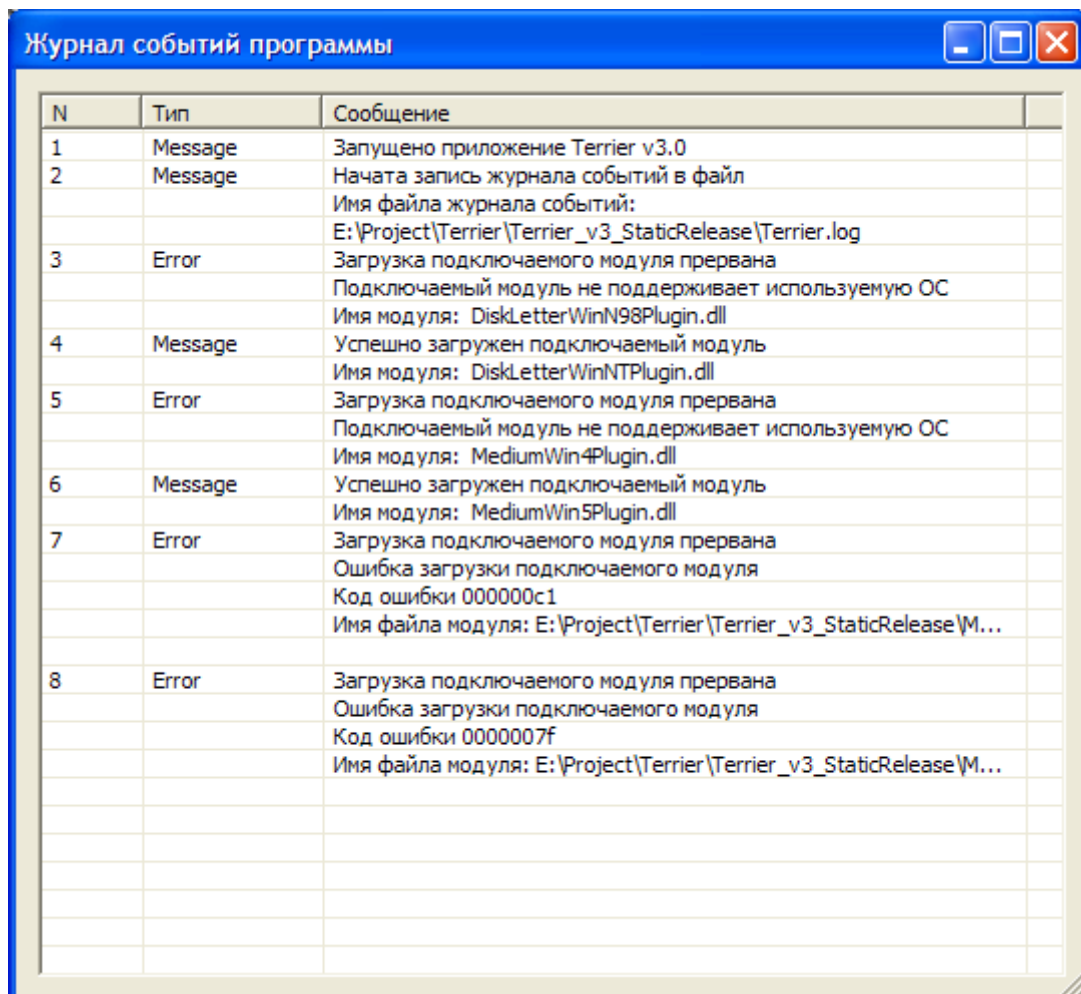 Журнал событий программы
N Тип Сообщение
1 Message Запущено приложение Terrier v3.0
2 Message Начата запись журнала событий в файл
Имя файла журнала событий:
E:\Project\Terrier\Terrier_v3_StaticRelease\Terrier.log
3 Error Загрузка подключаемого модуля прервана
Подключаемый модуль не поддерживает используемую ОС
Имя модуля: DiskLetterWinN98Plugin.dll
4 Message Успешно загружен подключаемый модуль
Имя модуля: DiskLetterWinNTPlugin.dll
5 Error Загрузка подключаемого модуля прервана
Подключаемый модуль не поддерживает используемую ОС
Имя модуля: MediumWin4Plugin.dll
6 Message Успешно загружен подключаемый модуль
Имя модуля: MediumWin5Plugin.dll
7 Error Загрузка подключаемого модуля прервана
Ошибка загрузки подключаемого модуля
Код ошибки 000000c1
Имя файла модуля: E:\Project\Terrier\Terrier_v3_StaticRelease\M...
8 Error Загрузка подключаемого модуля прервана
Ошибка загрузки подключаемого модуля
Код ошибки 0000007f
Имя файла модуля: E:\Project\Terrier\Terrier_v3_StaticRelease\M...